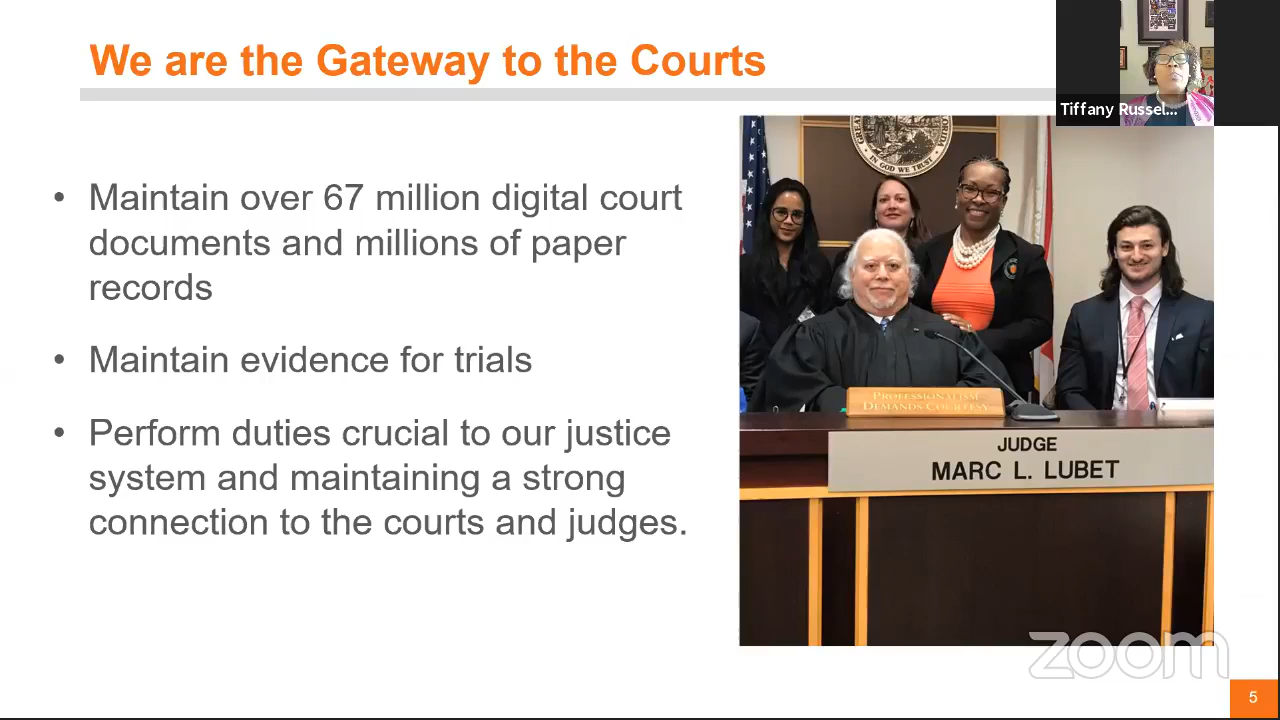 We are the Gateway to the Courts
Tiffany Russel...
• Maintain over 67 million digital court
documents and millions of paper
records
• Maintain evidence for trials
• Perform duties crucial to our justice
system and maintaining a strong
connection to the courts and judges.
IN GOD WE TRUST
PROFESSIONALISM
DEMANDS COURTESY
JUDGE
MARC L. LUBET
zoom
5